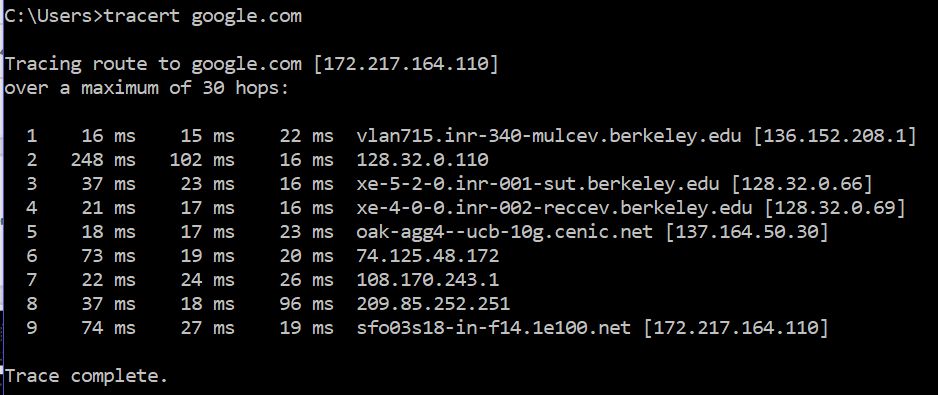 C:\Users>tracert google.com
Tracing route to google.com [172.217.164.110]
over a maximum of 30 hops:
1 16 ms 15 ms 22 ms vlan715.inr-340-mulcev.berkeley.edu [136.152.208.1]
2 248 ms 102 ms 16 ms 128.32.0.110
3 37 ms 23 ms 16 ms xe-5-2-0.inr-001-sut.berkeley.edu [128.32.0.66]
4 21 ms 17 ms 16 ms xe-4-0-0.inr-002-reccev.berkeley.edu [128.32.0.69]
5 18 ms 17 ms 23 ms oak-agg4--ucb-10g.cenic.net [137.164.50.30]
6 73 ms 19 ms 20 ms 74.125.48.172
7 22 ms 24 ms 26 ms 108.170.243.1
8 37 ms 18 ms 96 ms 209.85.252.251
9 74 ms 27 ms 19 ms sfo03s18-in-f14.1e100.net [172.217.164.110]
Trace complete.